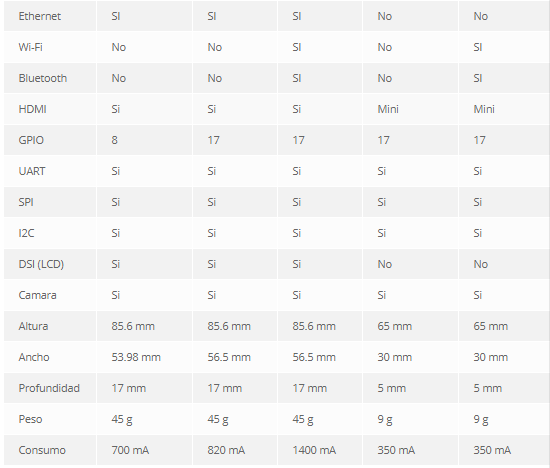 Ethernet SI SI SI No No
Wi-Fi No No SI No SI
Bluetooth No No SI No SI
HDMI Si Si Si Mini Mini
GPIO 8 17 17 17 17
UART Si Si Si Si Si
SPI Si Si Si Si Si
I2C Si Si Si Si Si
DSI (LCD) Si Si Si No No
Camara Si Si Si Si Si
Altura 85.6 mm 85.6 mm 85.6 mm 65 mm 65 mm
Ancho 53.98 mm 56.5 mm 56.5 mm 30 mm 30 mm
Profundidad 17 mm 17 mm 17 mm 5 mm 5 mm
Peso 45 g 45 g 45 g 9 g 9 g
Consumo 700 mA 820 mA 1400 mA 350 mA 350 mA